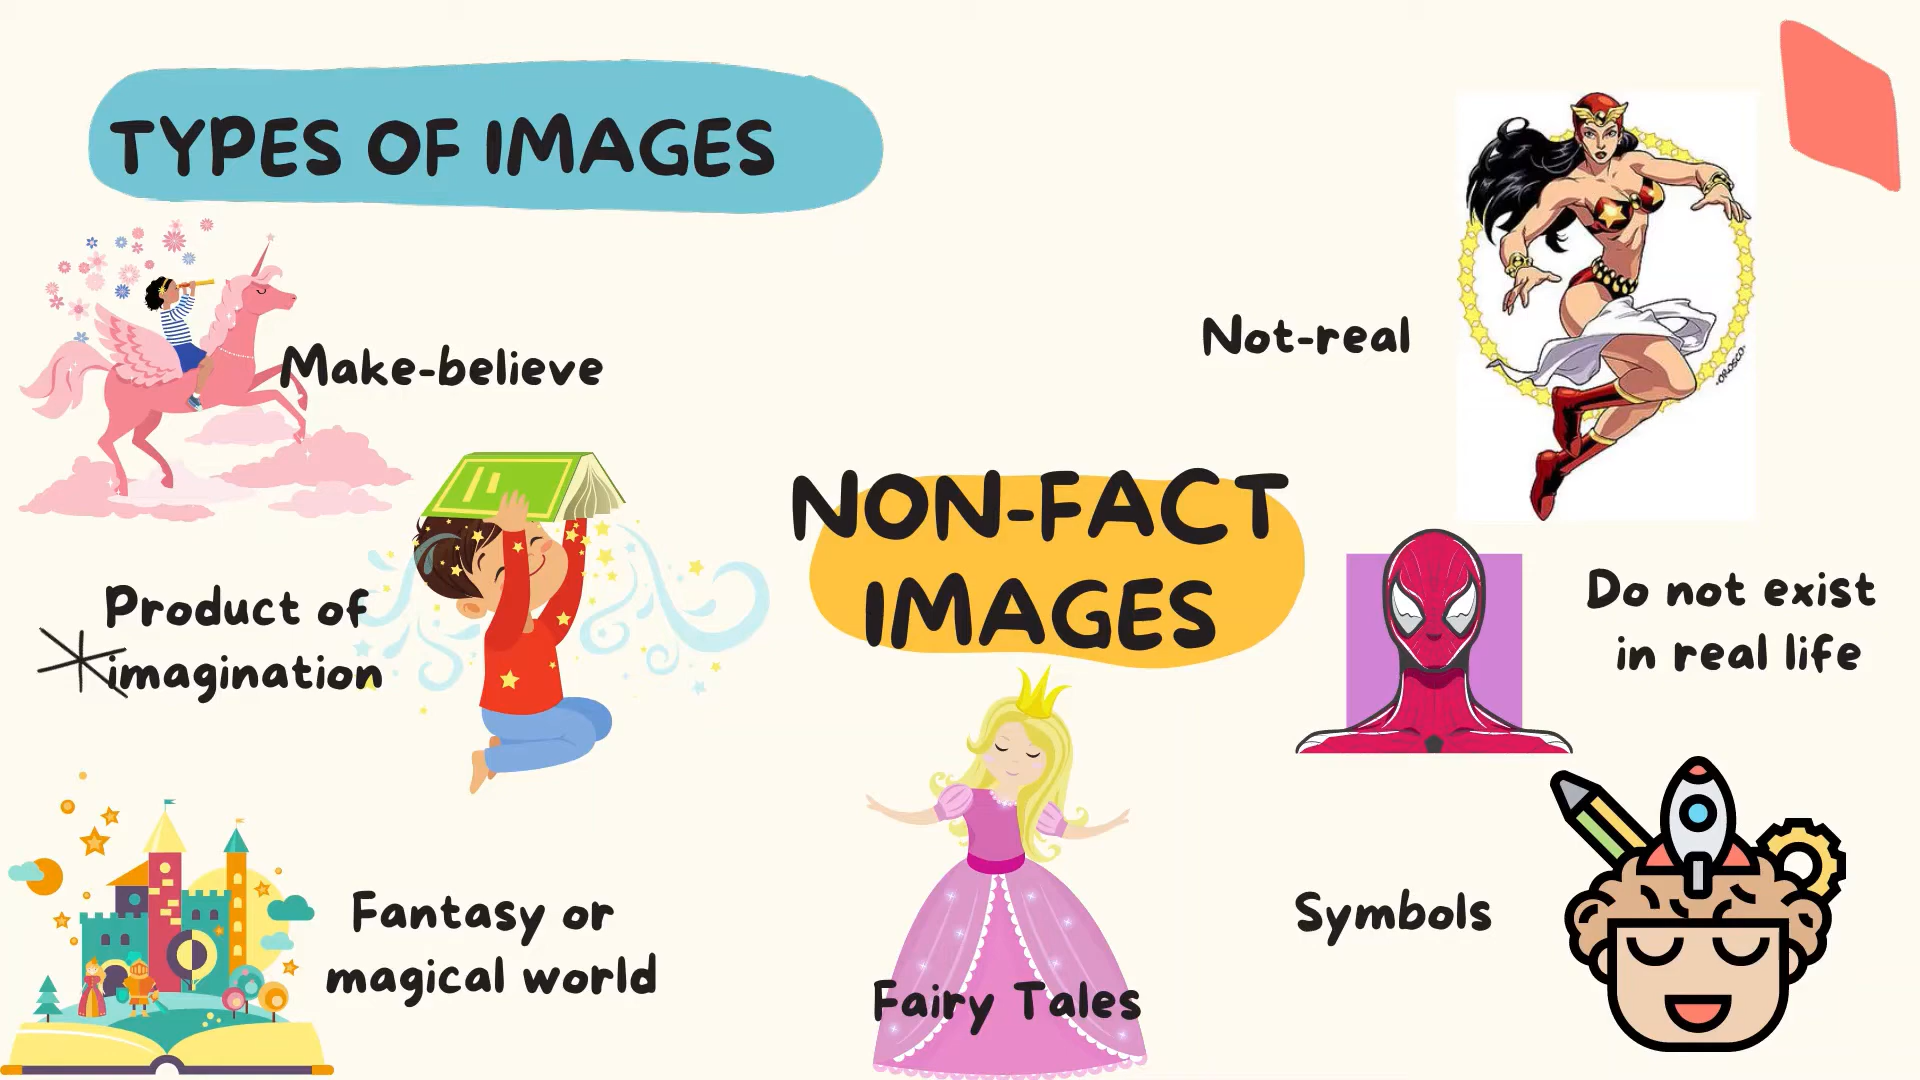 TYPES OF IMAGES
Make-believe
Not-real
NON-FACT
IMAGES
Product of
imagination
Do not exist
in real life
Fantasy or
magical world
Fairy Tales
Symbols
OROSCO